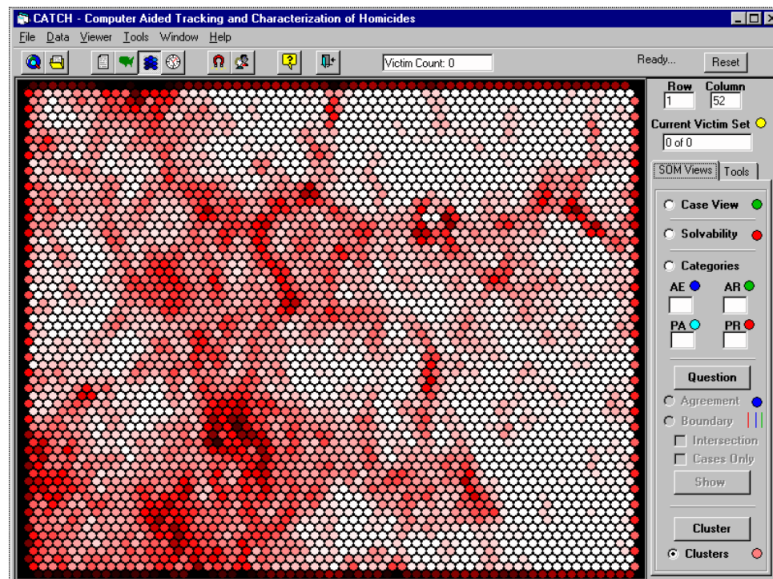 CATCH - Computer Aided Tracking and Characterization of Homicides
File Data Viewer Tools Window Help
Victim Count: 0
Ready...
Reset
Row Column
1 52
Current Victim Set
0 of 0
SOM Views Tools
Case View
Solvability
Categories
AE AR
PA PR
Question
Agreement
Boundary
Intersection
Cases Only
Show
Cluster
Clusters